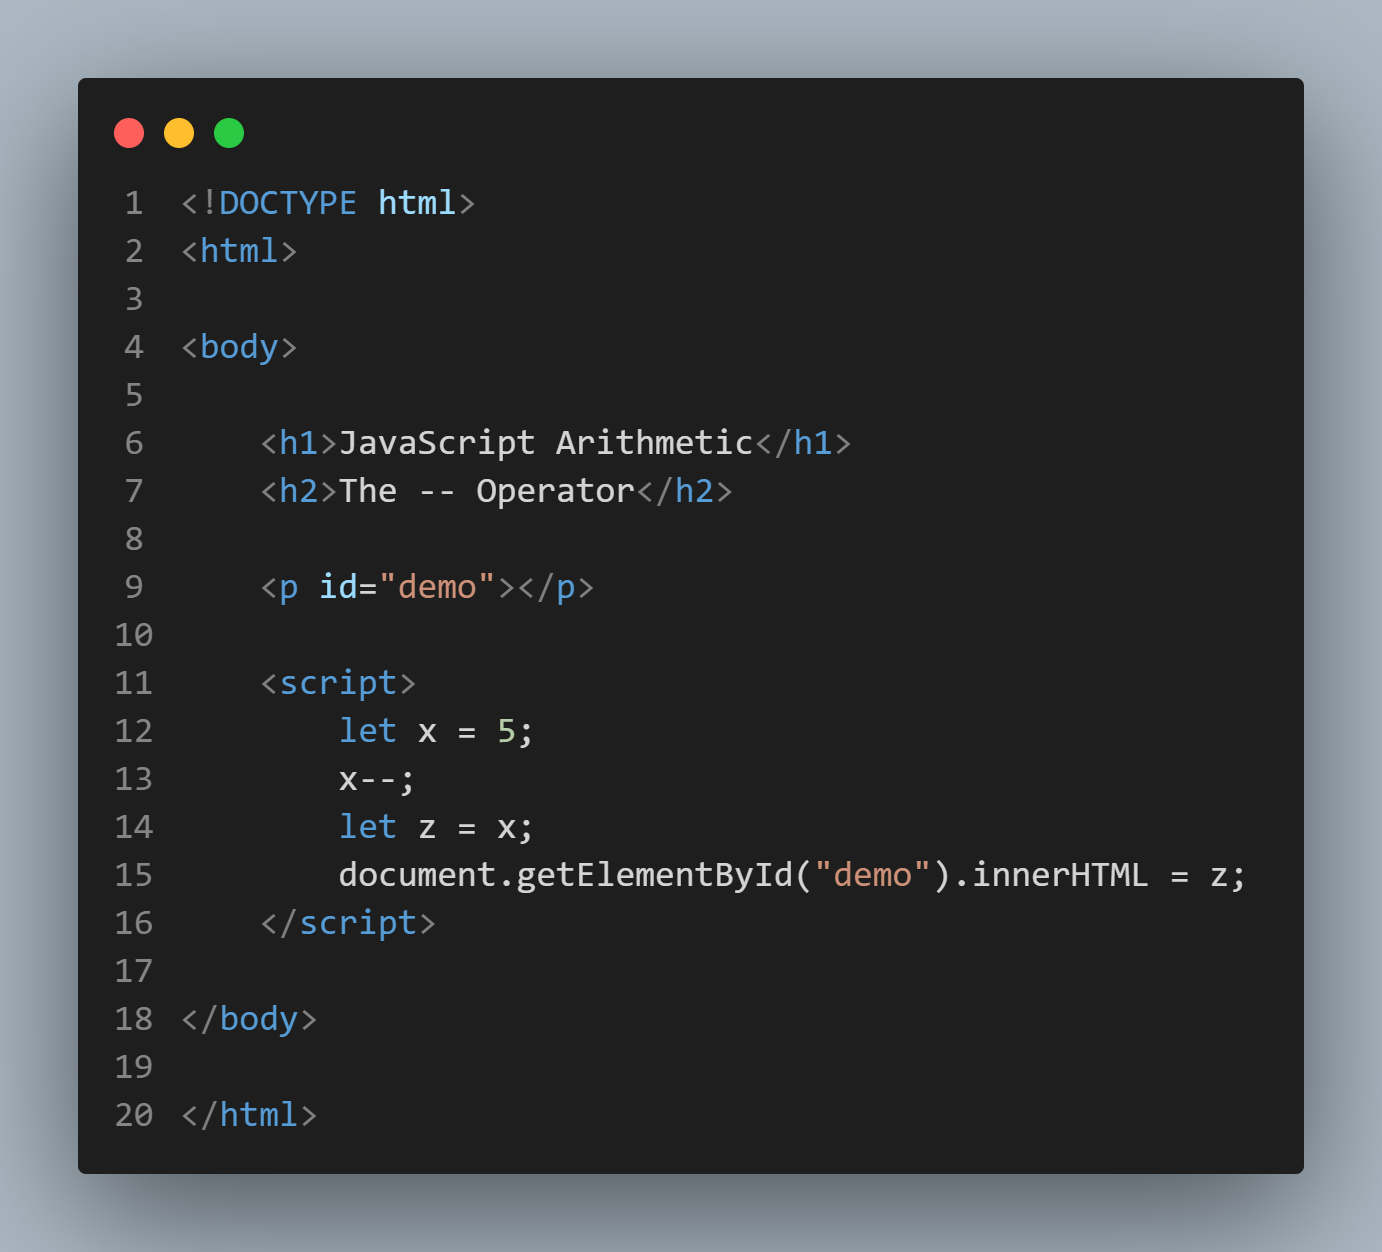 1 <!DOCTYPE html>
2 <html>
3
4 <body>
5
6     <h1>JavaScript Arithmetic</h1>
7     <h2>The -- Operator</h2>
8
9     <p id="demo"></p>
10
11     <script>
12         let x = 5;
13         x--;
14         let z = x;
15         document.getElementById("demo").innerHTML = z;
16     </script>
17
18 </body>
19
20 </html>